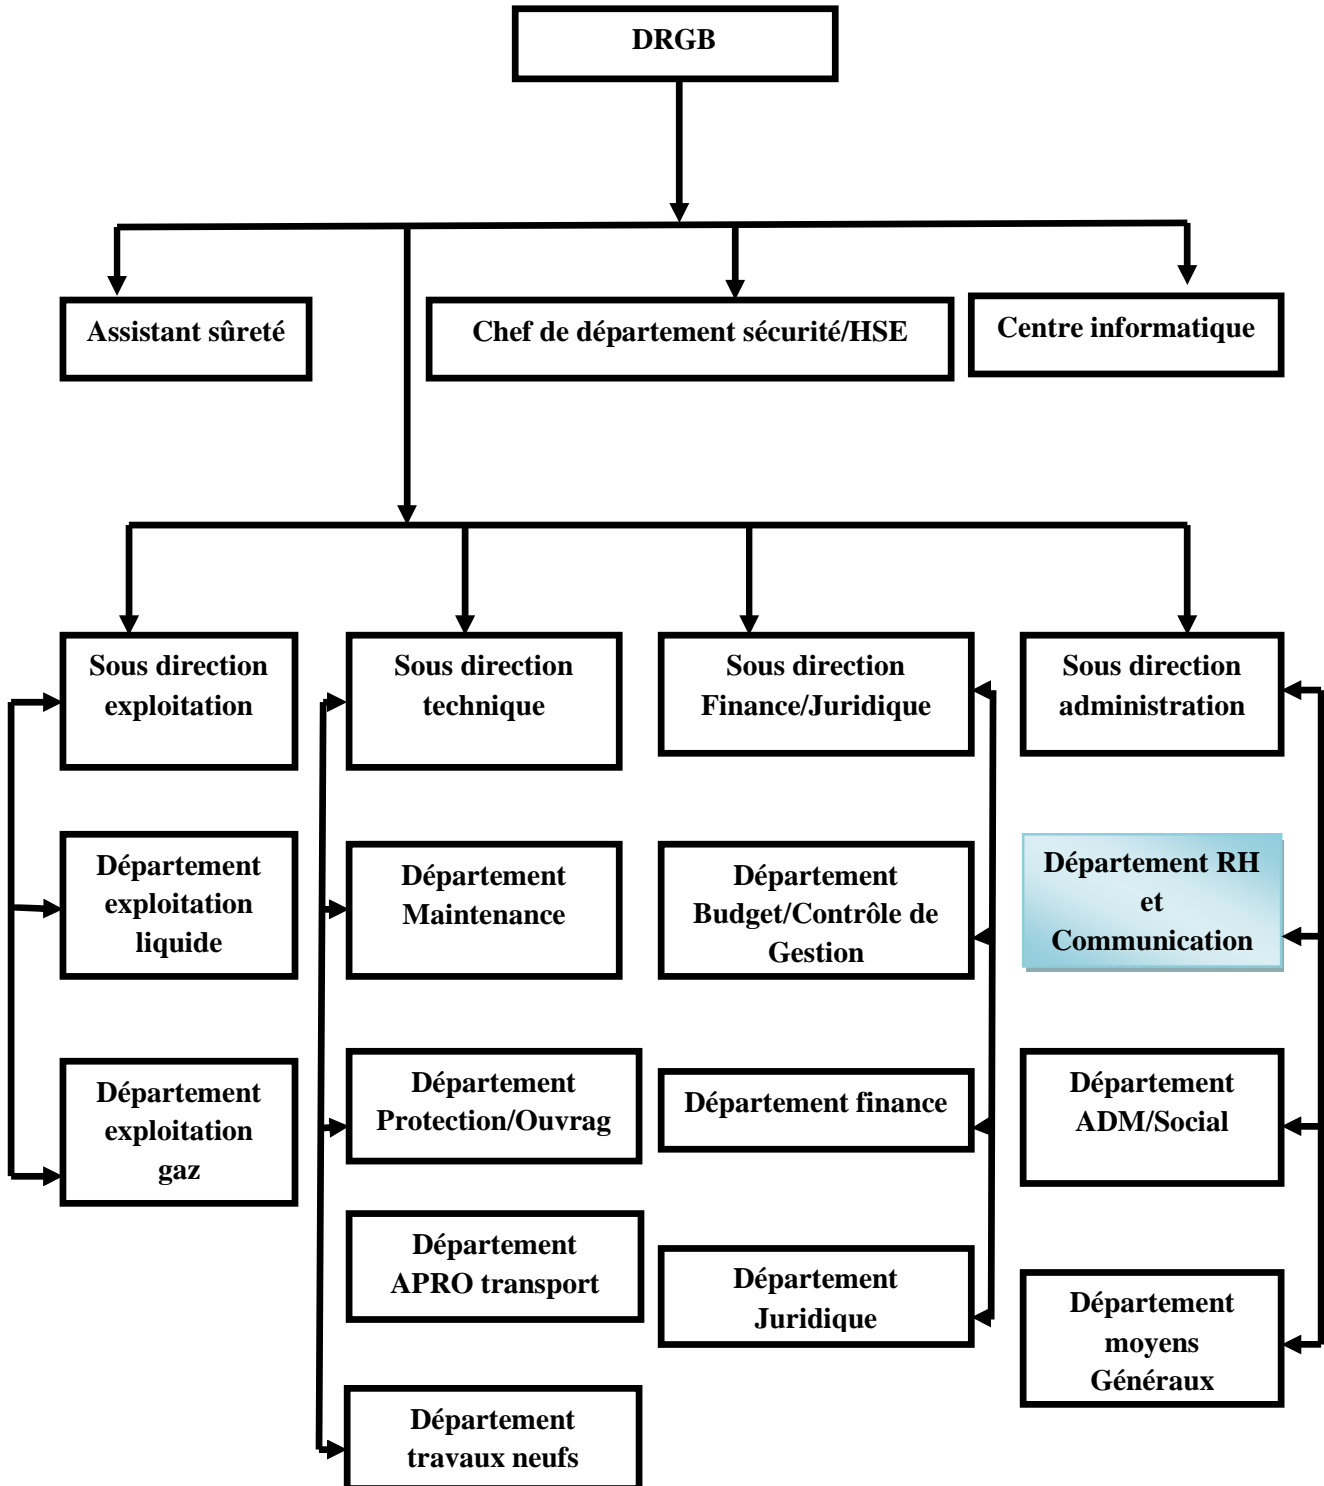 DRGB
Assistant sûreté
Chef de département sécurité/HSE
Centre informatique
Sous direction
exploitation
Sous direction
technique
Sous direction
Finance/Juridique
Sous direction
administration
Département
exploitation
liquide
Département
Maintenance
Département
Budget/Contrôle de
Gestion
Département RH
et
Communication
Département
exploitation
gaz
Département
Protection/Ouvrag
Département finance
Département
ADM/Social
Département
APRO transport
Département
Juridique
Département
moyens
Généraux
Département
travaux neufs